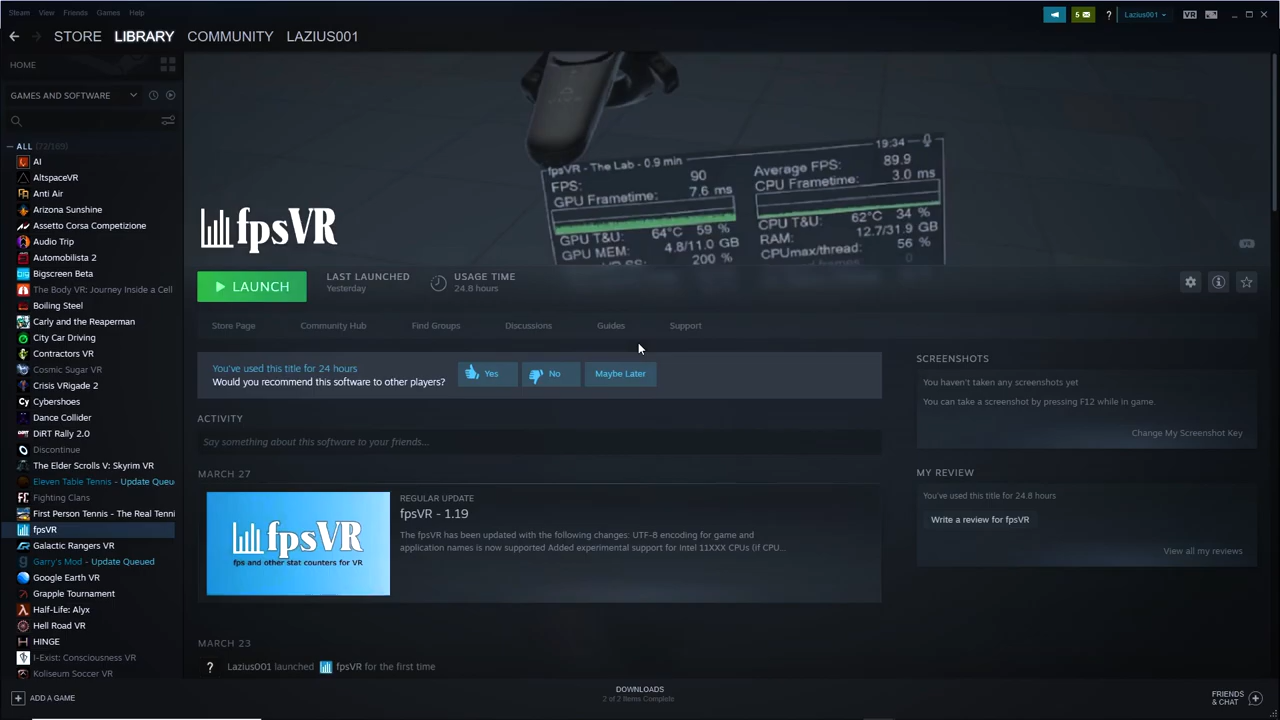 Steam View Friends Games Help
5
?
Lazius001
VR
STORE LIBRARY COMMUNITY LAZIUS001
HOME
GAMES AND SOFTWARE
ALL (73/169)
AI
AltspaceVR
Anti Air
Arizona Sunshine
Assetto Corsa Competizione
Audio Trip
Automobilista 2
Bigscreen Beta
The Body VR: Journey Inside a Cell
Boiling Steel
Carly and the Reaperman
City Car Driving
Contractors VR
Cosmic Sugar VR
Crisis VRigade 2
Cybershoes
Dance Collider
DiRT Rally 2.0
Discontinue
The Elder Scrolls V: Skyrim VR
Eleven Table Tennis - Update Queu
Fighting Clans
First Person Tennis - The Real Tenni
fpsVR
Galactic Rangers VR
Garry's Mod - Update Queued
Google Earth VR
Grapple Tournament
Half-Life: Alyx
Hell Road VR
HINGE
I-Exist: Consciousness VR
Koliseum Soccer VR
ADD A GAME
fpsVR - The Lab - 0.9 min
FPS: 90
GPU Frametime: 7.6 ms
GPU T&U: 64°C 59 %
GPU MEM: 4.8/11.0 GB
200 %
19:34
Average FPS: 89.9
CPU Frametime: 3.0 ms
CPU T&U: 62°C 34 %
RAM: 12.7/31.9 GB
CPUmax/thread: 56 %
fpsVR
LAUNCH
LAST LAUNCHED
Yesterday
USAGE TIME
24.8 hours
Store Page Community Hub Find Groups Discussions Guides Support
You've used this title for 24 hours
Would you recommend this software to other players?
Yes
No
Maybe Later
ACTIVITY
Say something about this software to your friends...
MARCH 27
fpsVR
fps and other stat counters for VR
REGULAR UPDATE
fpsVR - 1.19
The fpsVR has been updated with the following changes: UTF-8 encoding for game and
application names is now supported Added experimental support for Intel 11XXX CPUs (if CPU...
MARCH 23
? Lazius001 launched fpsVR for the first time
SCREENSHOTS
You haven't taken any screenshots yet
You can take a screenshot by pressing F12 while in game.
Change My Screenshot Key
MY REVIEW
You've used this title for 24.8 hours
Write a review for fpsVR
View all my reviews
DOWNLOADS
2 of 2 Items Complete
FRIENDS
& CHAT